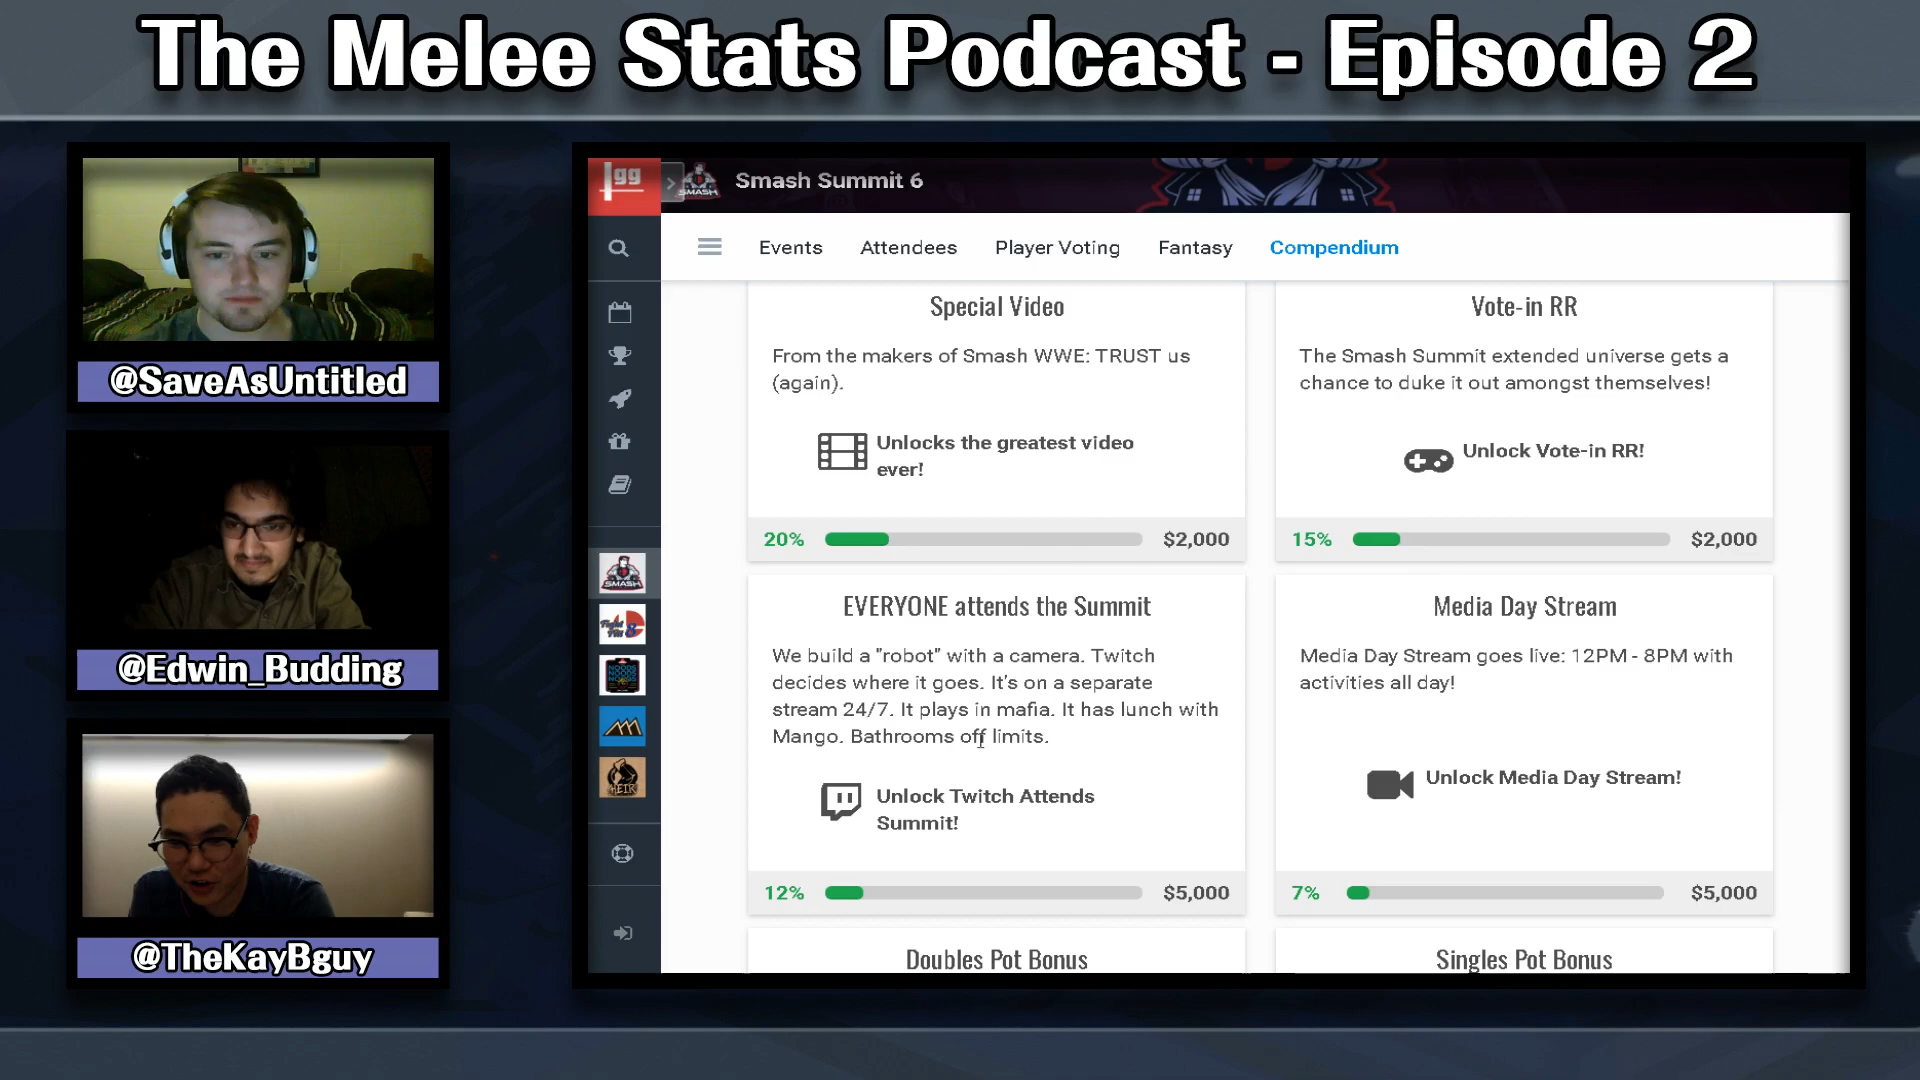 The Melee Stats Podcast - Episode 2
@SaveAsUntitled
@Edwin_Budding
@TheKayBguy
gg
SMASH
Smash Summit 6
Events Attendees Player Voting Fantasy Compendium
Special Video
From the makers of Smash WWE: TRUST us
(again).
Unlocks the greatest video
ever!
20% $2,000
Vote-in RR
The Smash Summit extended universe gets a
chance to duke it out amongst themselves!
Unlock Vote-in RR!
15% $2,000
SMASH
EVERYONE attends the Summit
We build a "robot" with a camera. Twitch
decides where it goes. It's on a separate
stream 24/7. It plays in mafia. It has lunch with
Mango. Bathrooms off limits.
Unlock Twitch Attends
Summit!
12% $5,000
Media Day Stream
Media Day Stream goes live: 12PM - 8PM with
activities all day!
Unlock Media Day Stream!
7% $5,000
Doubles Pot Bonus
Singles Pot Bonus